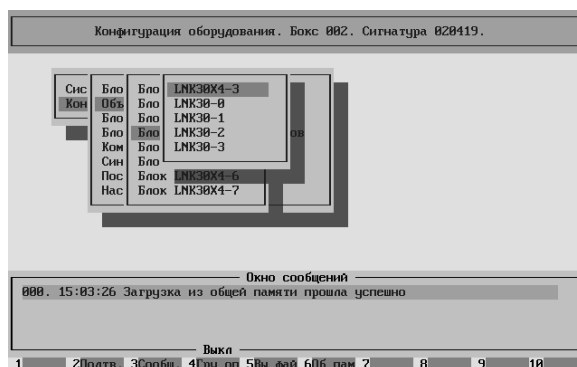 Конфигурация оборудования. Бокс 002. Сигнатура 020419.
Сис Бло Бло LNK30X4-3
Кон Объ Бло LNK30-0
Бло Бло LNK30-1
Бло Бло LNK30-2 ов
Ком Бло LNK30-3
Син Бло
Пос Блок LNK30X4-6
Нас Блок LNK30X4-7
Окно сообщений
000. 15:03:26 Загрузка из общей памяти прошла успешно
Выкл
1 2Подтв. 3Сообщ. 4Гру оп 5Вы фай 6Об пам 7 8 9 10